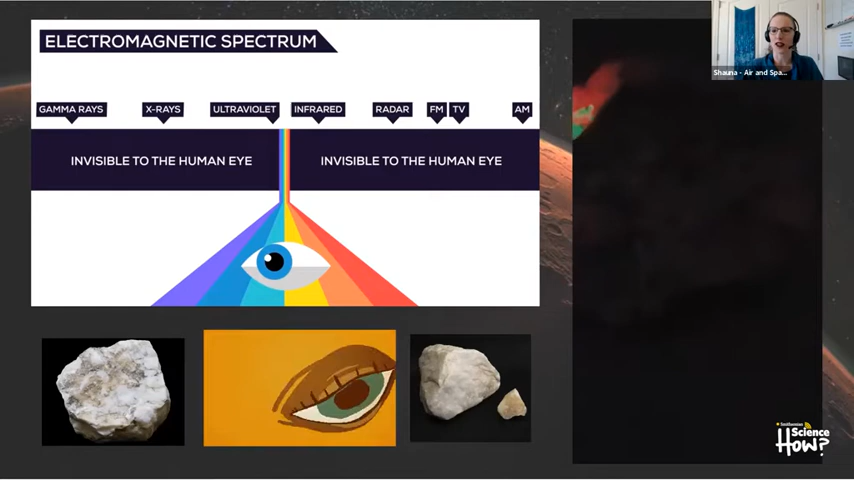 ELECTROMAGNETIC SPECTRUM
GAMMA RAYS
X-RAYS
ULTRAVIOLET
INFRARED
RADAR
FM
TV
AM
INVISIBLE TO THE HUMAN EYE
INVISIBLE TO THE HUMAN EYE
Shauna - Air and Spa...
Smithsonian
Science
How?